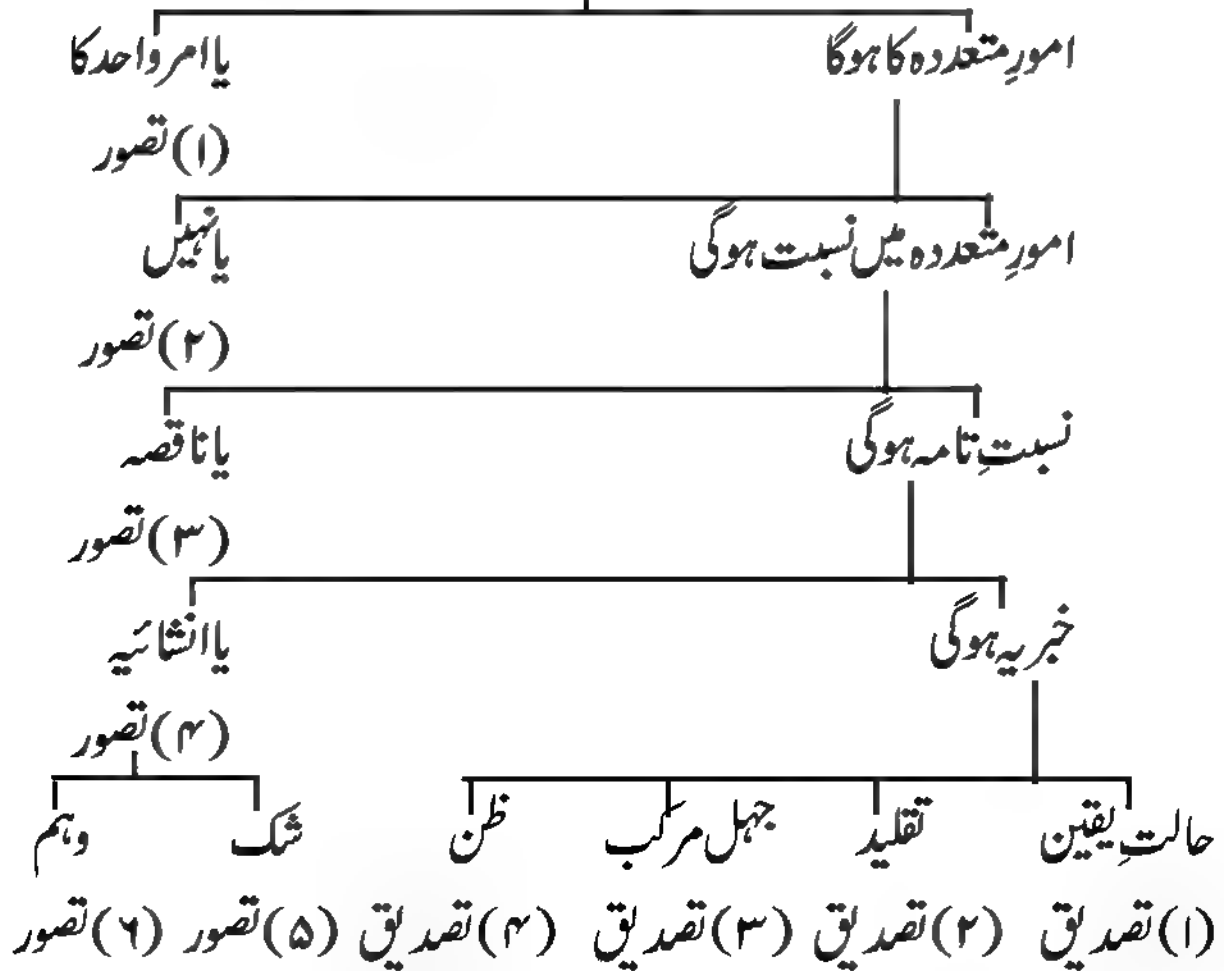 امورِ متعددہ کا ہوگا یا امر واحد کا
(۱) تصور
امورِ متعددہ میں نسبت ہوگی یا نہیں
(۲) تصور
نسبتِ تامہ ہوگی یا ناقصہ
(۳) تصور
خبریہ ہوگی یا انشائیہ
(۴) تصور
حالتِ یقین تقلید جہل مرکب ظن شک وہم
(۱) تصدیق (۲) تصدیق (۳) تصدیق (۴) تصدیق (۵) تصور (۶) تصور